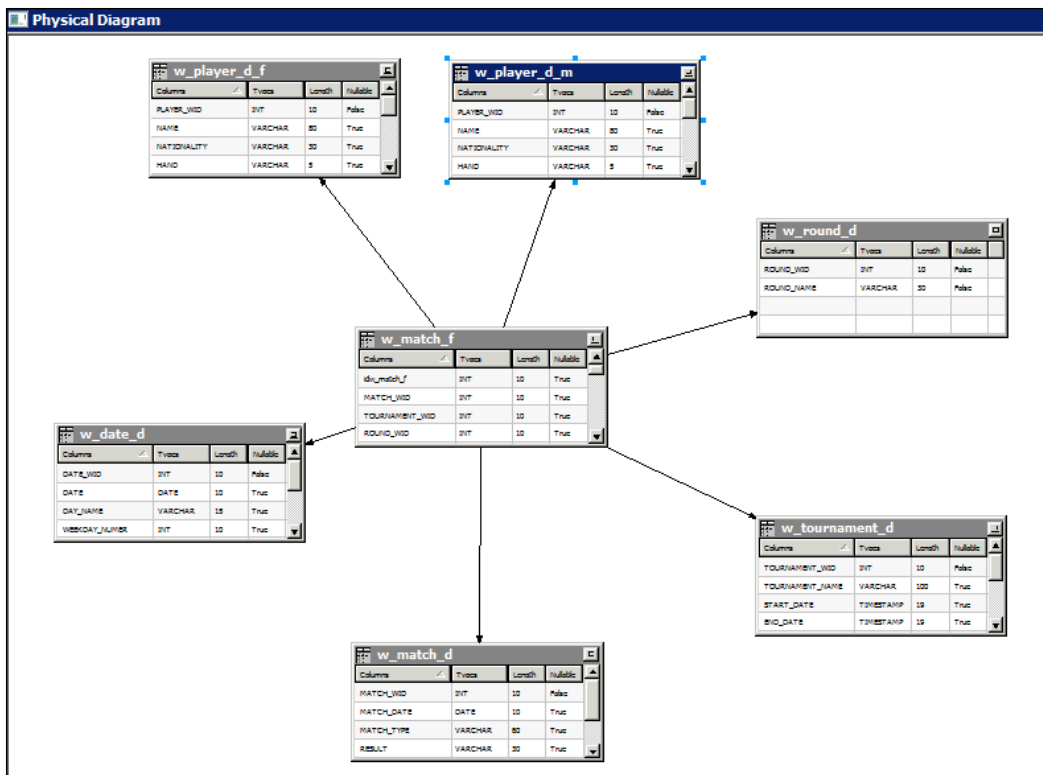 Physical Diagram
w_player_d_f
Columns Types Length Nullable
PLAYER_WID INT 10 False
NAME VARCHAR 80 True
NATIONALITY VARCHAR 30 True
HAND VARCHAR 5 True
w_player_d_m
Columns Types Length Nullable
PLAYER_WID INT 10 False
NAME VARCHAR 80 True
NATIONALITY VARCHAR 30 True
HAND VARCHAR 5 True
w_round_d
Columns Types Length Nullable
ROUND_WID INT 10 False
ROUND_NAME VARCHAR 30 False
w_match_f
Columns Types Length Nullable
idw_match_f INT 10 True
MATCH_WID INT 10 True
TOURNAMENT_WID INT 10 True
ROUND_WID INT 10 True
w_date_d
Columns Types Length Nullable
DATE_WID INT 10 False
DATE DATE 10 True
DAY_NAME VARCHAR 15 True
WEEKDAY_NUMER INT 10 True
w_tournament_d
Columns Types Length Nullable
TOURNAMENT_WID INT 10 False
TOURNAMENT_NAME VARCHAR 100 True
START_DATE TIMESTAMP 19 True
END_DATE TIMESTAMP 19 True
w_match_d
Columns Types Length Nullable
MATCH_WID INT 10 False
MATCH_DATE DATE 10 True
MATCH_TYPE VARCHAR 60 True
RESULT VARCHAR 30 True